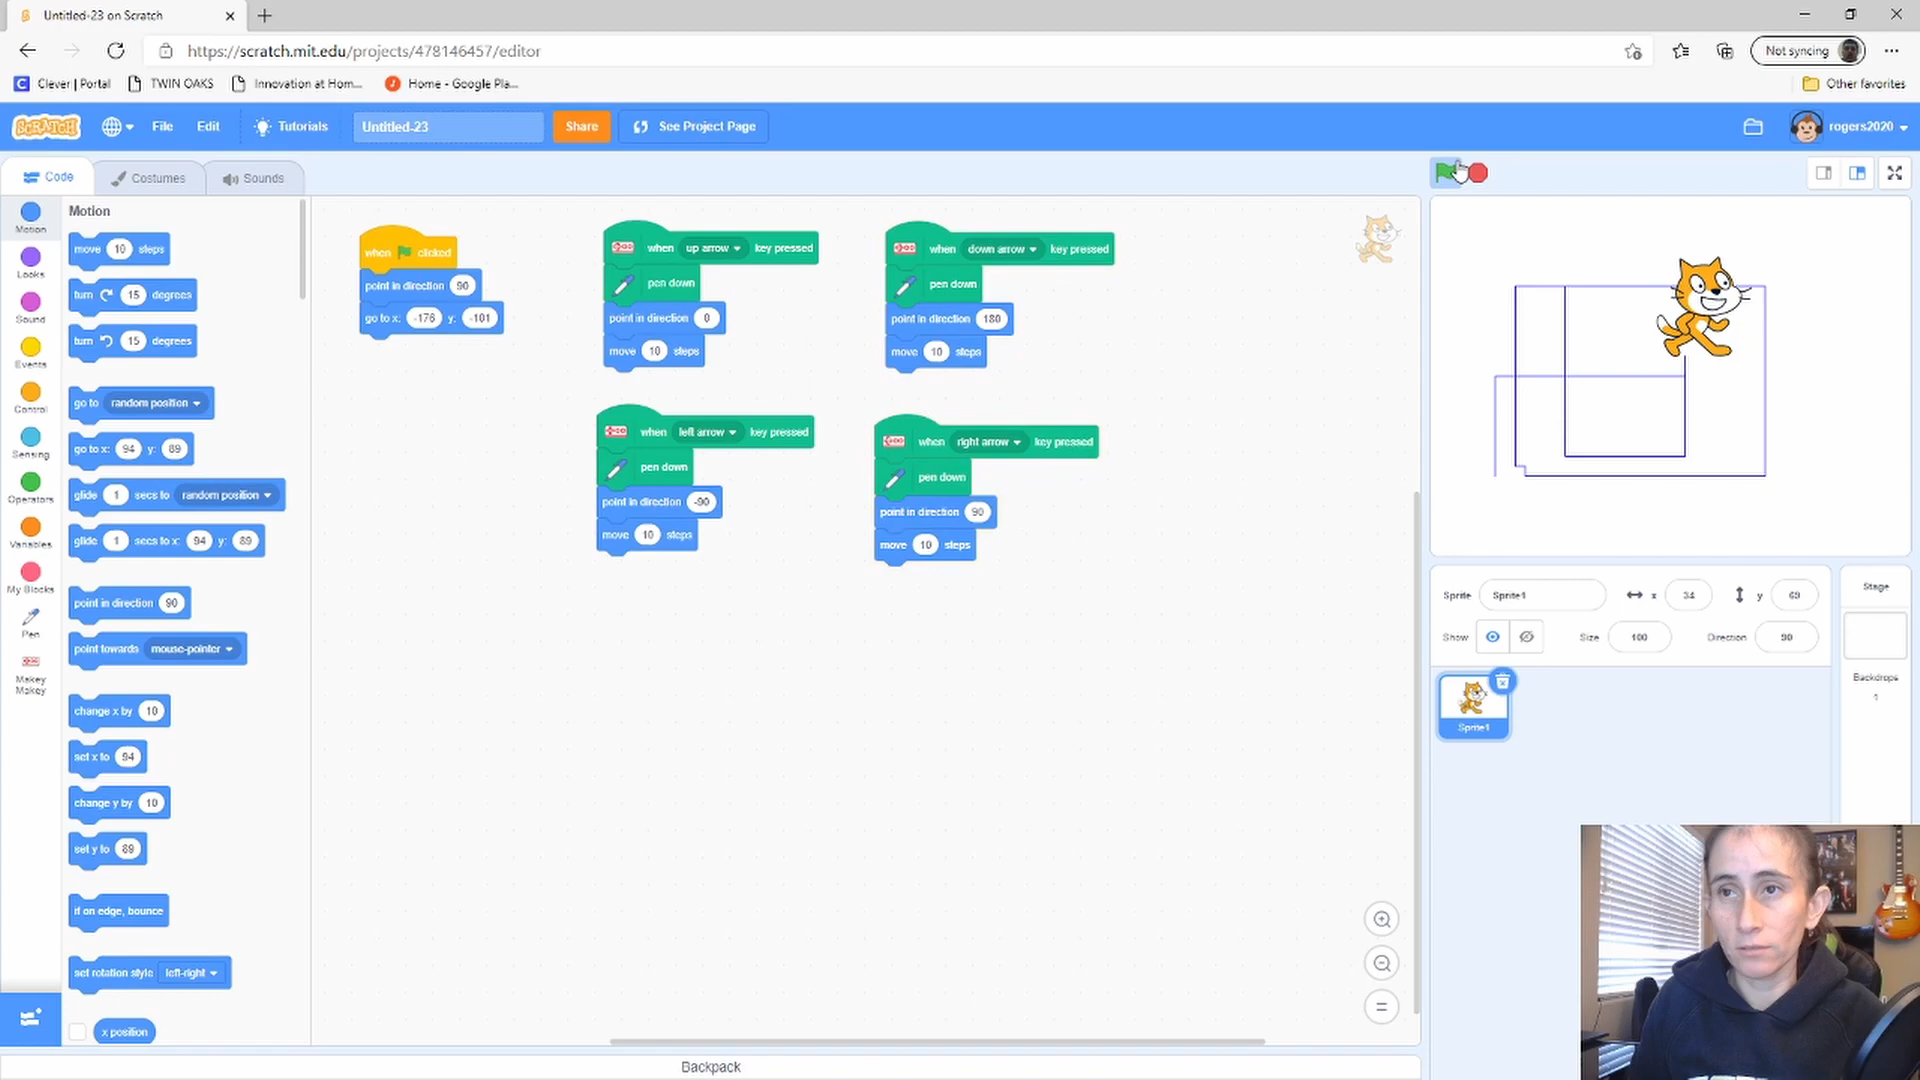 Untitled-23 on Scratch
https://scratch.mit.edu/projects/478146457/editor
Not syncing
Clever | Portal
TWIN OAKS
Innovation at Hom...
Home - Google Pla...
Other favorites
SCRATCH
File
Edit
Tutorials
Untitled-23
Share
See Project Page
rogers2020
Code
Costumes
Sounds
Motion
Looks
Sound
Events
Control
Sensing
Operators
Variables
My Blocks
Pen
Makey Makey
Motion
move 10 steps
turn 15 degrees
turn 15 degrees
go to random position
go to x: 94 y: 89
glide 1 secs to random position
glide 1 secs to x: 94 y: 89
point in direction 90
point towards mouse-pointer
change x by 10
set x to 94
change y by 10
set y to 89
if on edge, bounce
set rotation style left-right
x position
when clicked
point in direction 90
go to x: -176 y: -101
when up arrow key pressed
pen down
point in direction 0
move 10 steps
when down arrow key pressed
pen down
point in direction 180
move 10 steps
when left arrow key pressed
pen down
point in direction -90
move 10 steps
when right arrow key pressed
pen down
point in direction 90
move 10 steps
Sprite Sprite1 x 34 y 69
Show Size 100 Direction 90
Sprite1
Stage
Backdrops
1
Backpack